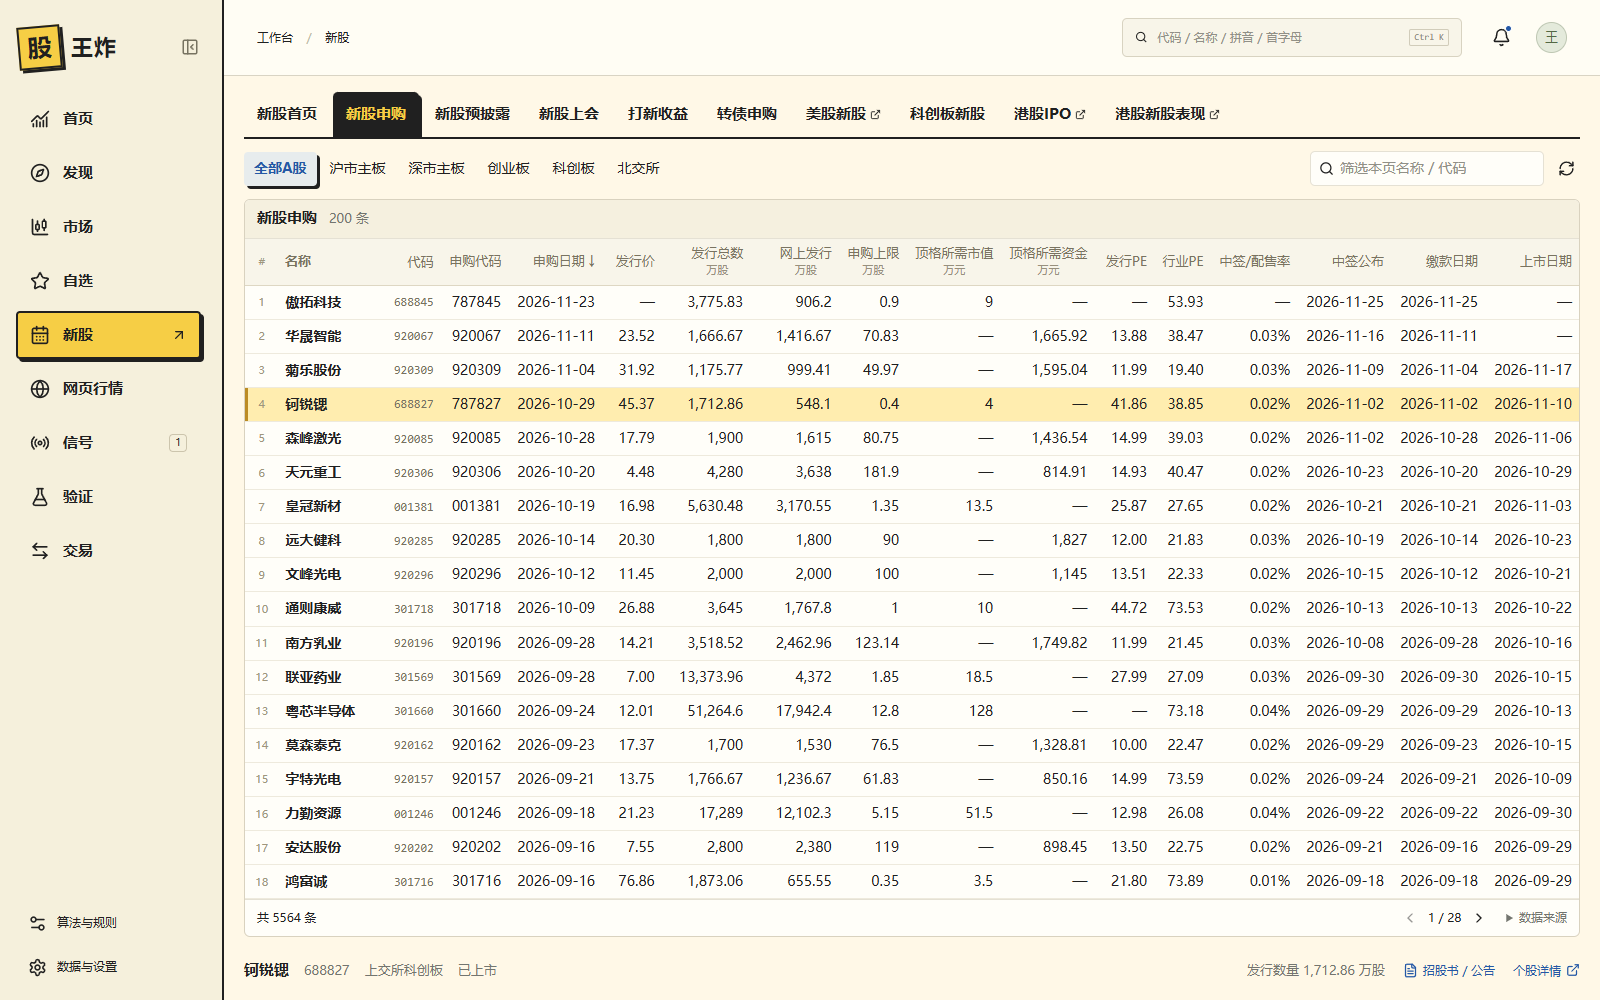 股 王炸
工作台 / 新股
代码 / 名称 / 拼音 / 首字母 Ctrl K
王
首页
发现
市场
自选
新股
网页行情
信号 1
验证
交易
算法与规则
数据与设置
新股首页 新股申购 新股预披露 新股上会 打新收益 转债申购 美股新股 科创板新股 港股IPO 港股新股表现
全部A股 沪市主板 深市主板 创业板 科创板 北交所
筛选本页名称 / 代码
新股申购 200 条
# 名称 代码 申购代码 申购日期↓ 发行价 发行总数 万股 网上发行 万股 申购上限 万股 顶格所需市值 万元 顶格所需资金 万元 发行PE 行业PE 中签/配售率 中签公布 缴款日期 上市日期
1 傲拓科技 688845 787845 2026-11-23 — 3,775.83 906.2 0.9 9 — — 53.93 — 2026-11-25 2026-11-25 —
2 华晟智能 920067 920067 2026-11-11 23.52 1,666.67 1,416.67 70.83 — 1,665.92 13.88 38.47 0.03% 2026-11-16 2026-11-11 —
3 菊乐股份 920309 920309 2026-11-04 31.92 1,175.77 999.41 49.97 — 1,595.04 11.99 19.40 0.03% 2026-11-09 2026-11-04 2026-11-17
4 钶锐锶 688827 787827 2026-10-29 45.37 1,712.86 548.1 0.4 4 — 41.86 38.85 0.02% 2026-11-02 2026-11-02 2026-11-10
5 森峰激光 920085 920085 2026-10-28 17.79 1,900 1,615 80.75 — 1,436.54 14.99 39.03 0.02% 2026-11-02 2026-10-28 2026-11-06
6 天元重工 920306 920306 2026-10-20 4.48 4,280 3,638 181.9 — 814.91 14.93 40.47 0.02% 2026-10-23 2026-10-20 2026-10-29
7 皇冠新材 001381 001381 2026-10-19 16.98 5,630.48 3,170.55 1.35 13.5 — 25.87 27.65 0.02% 2026-10-21 2026-10-21 2026-11-03
8 远大健科 920285 920285 2026-10-14 20.30 1,800 1,800 90 — 1,827 12.00 21.83 0.03% 2026-10-19 2026-10-14 2026-10-23
9 文峰光电 920296 920296 2026-10-12 11.45 2,000 2,000 100 — 1,145 13.51 22.33 0.02% 2026-10-15 2026-10-12 2026-10-21
10 通则康威 301718 301718 2026-10-09 26.88 3,645 1,767.8 1 10 — 44.72 73.53 0.02% 2026-10-13 2026-10-13 2026-10-22
11 南方乳业 920196 920196 2026-09-28 14.21 3,518.52 2,462.96 123.14 — 1,749.82 11.99 21.45 0.03% 2026-10-08 2026-09-28 2026-10-16
12 联亚药业 301569 301569 2026-09-28 7.00 13,373.96 4,372 1.85 18.5 — 27.99 27.09 0.03% 2026-09-30 2026-09-30 2026-10-15
13 粤芯半导体 301660 301660 2026-09-24 12.01 51,264.6 17,942.4 12.8 128 — — 73.18 0.04% 2026-09-29 2026-09-29 2026-10-13
14 莫森泰克 920162 920162 2026-09-23 17.37 1,700 1,530 76.5 — 1,328.81 10.00 22.47 0.02% 2026-09-29 2026-09-23 2026-10-15
15 宇特光电 920157 920157 2026-09-21 13.75 1,766.67 1,236.67 61.83 — 850.16 14.99 73.59 0.02% 2026-09-24 2026-09-21 2026-10-09
16 力勤资源 001246 001246 2026-09-18 21.23 17,289 12,102.3 5.15 51.5 — 12.98 26.08 0.04% 2026-09-22 2026-09-22 2026-09-30
17 安达股份 920202 920202 2026-09-16 7.55 2,800 2,380 119 — 898.45 13.50 22.75 0.02% 2026-09-21 2026-09-16 2026-09-29
18 鸿富诚 301716 301716 2026-09-16 76.86 1,873.06 655.55 0.35 3.5 — 21.80 73.89 0.01% 2026-09-18 2026-09-18 2026-09-29
共 5564 条 1 / 28 数据来源
钶锐锶 688827 上交所科创板 已上市 发行数量 1,712.86 万股 招股书 / 公告 个股详情